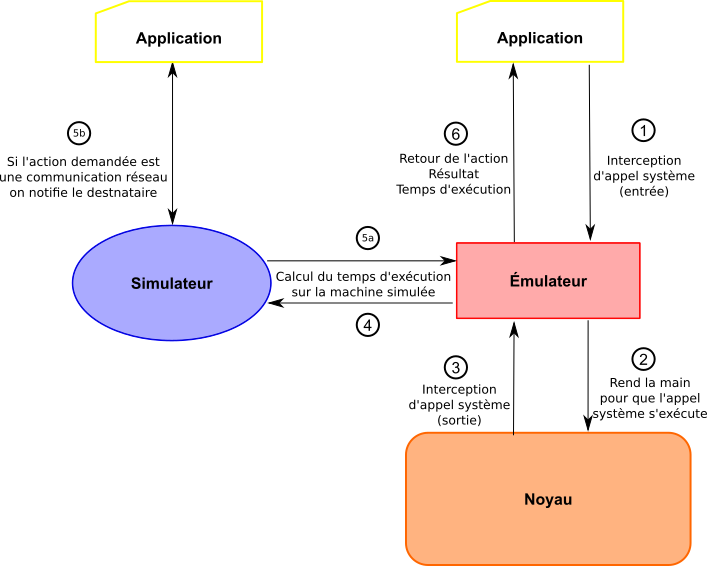 Application
Application
5b
Si l'action demandée est
une communication réseau
on notifie le destnataire
6
Retour de l'action
Résultat
Temps d'exécution
1
Interception
d'appel système
(entrée)
5a
Simulateur
Calcul du temps d'exécution
sur la machine simulée
Émulateur
4
3
Interception
d'appel système
(sortie)
2
Rend la main
pour que l'appel
système s'exécute
Noyau